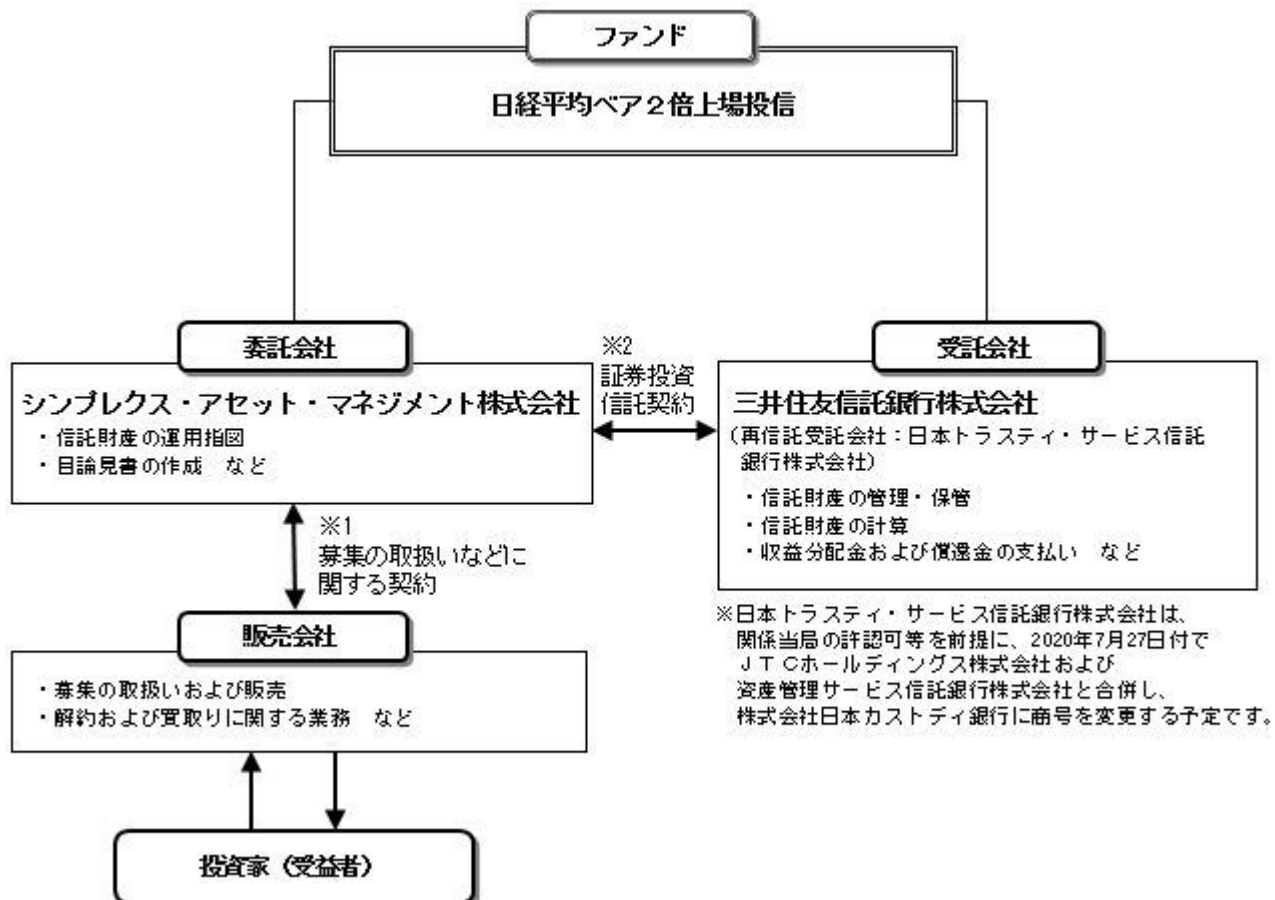 ファンド
日経平均ベア２倍上場投信
委託会社
シンプレクス・アセット・マネジメント株式会社
・信託財産の運用指図
・目論見書の作成　など
※2
証券投資
信託契約
受託会社
三井住友信託銀行株式会社
（再信託受託会社：日本トラスティ・サービス信託
銀行株式会社）
・信託財産の管理・保管
・信託財産の計算
・収益分配金および償還金の支払い　など
※1
募集の取扱いなどに
関する契約
販売会社
・募集の取扱いおよび販売
・解約および買取りに関する業務　など
※日本トラスティ・サービス信託銀行株式会社は、
関係当局の許認可等を前提に、2020年7月27日付で
ＪＴＣホールディングス株式会社および
資産管理サービス信託銀行株式会社と合併し、
株式会社日本カストディ銀行に商号を変更する予定です。
投資家（受益者）